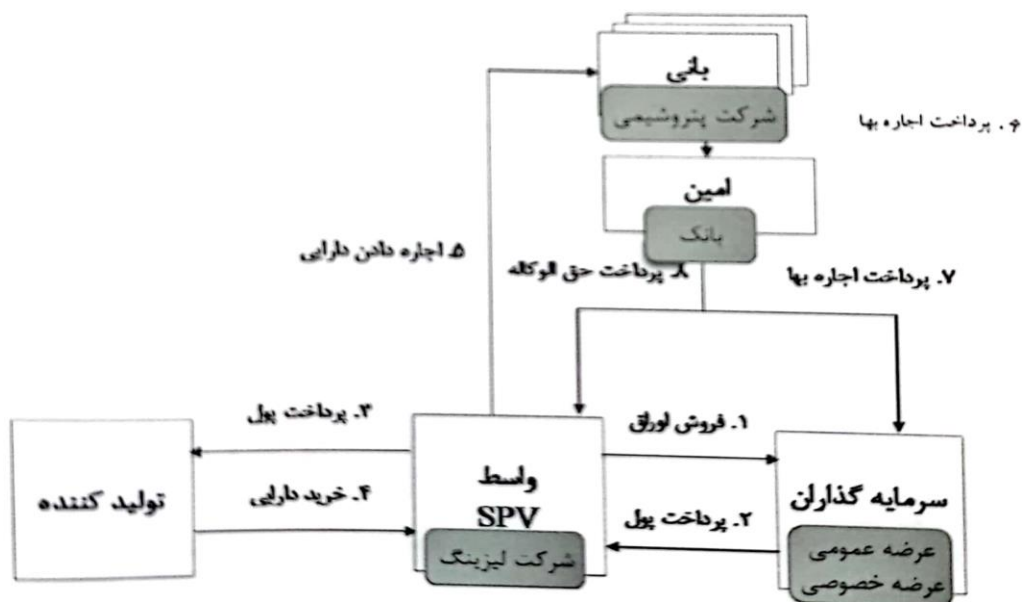 بانی
شرکت پتروشیمی
۶. پرداخت اجاره بها
امین
بانک
۵. اجاره دادن دارایی
۸. پرداخت حق الوکاله
۷. پرداخت اجاره بها
۳. پرداخت پول
۱. فروش اوراق
تولید کننده
واسط
SPV
سرمایه گذاران
۴. خرید دارایی
۲. پرداخت پول
شرکت لیزینگ
عرضه عمومی
عرضه خصوصی